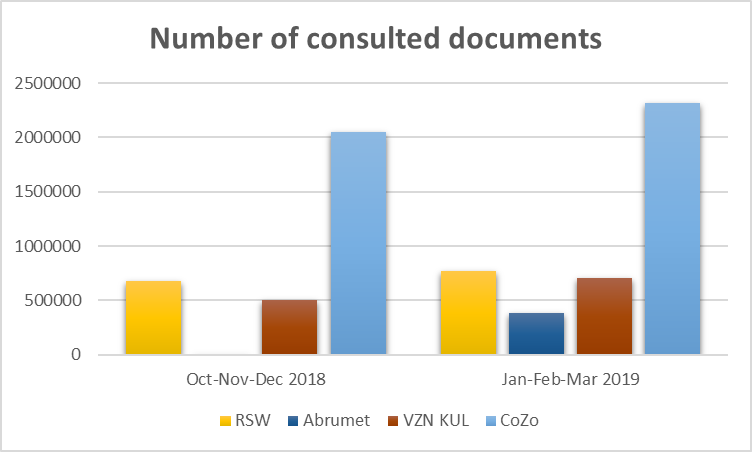 Number of consulted documents
2500000
2000000
1500000
1000000
500000
0
Oct-Nov-Dec 2018 Jan-Feb-Mar 2019
RSW Abrumet VZN KUL CoZo